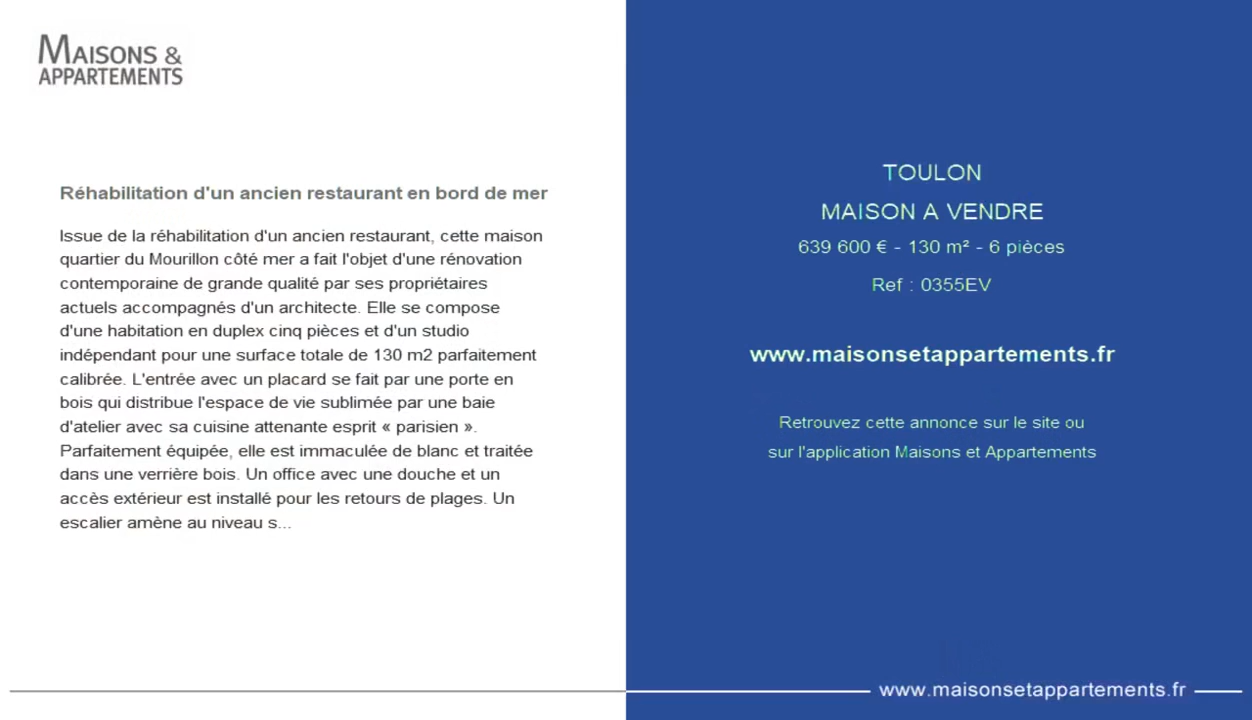 MAISONS &
APPARTEMENTS
Réhabilitation d'un ancien restaurant en bord de mer
Issue de la réhabilitation d'un ancien restaurant, cette maison
quartier du Mourillon côté mer a fait l'objet d'une rénovation
contemporaine de grande qualité par ses propriétaires
actuels accompagnés d'un architecte. Elle se compose
d'une habitation en duplex cinq pièces et d'un studio
indépendant pour une surface totale de 130 m2 parfaitement
calibrée. L'entrée avec un placard se fait par une porte en
bois qui distribue l'espace de vie sublimée par une baie
d'atelier avec sa cuisine attenante esprit « parisien ».
Parfaitement équipée, elle est immaculée de blanc et traitée
dans une verrière bois. Un office avec une douche et un
accès extérieur est installé pour les retours de plages. Un
escalier amène au niveau s...
TOULON
MAISON A VENDRE
639 600 € - 130 m² - 6 pièces
Ref : 0355EV
www.maisonsetappartements.fr
Retrouvez cette annonce sur le site ou
sur l'application Maisons et Appartements
www.maisonsetappartements.fr